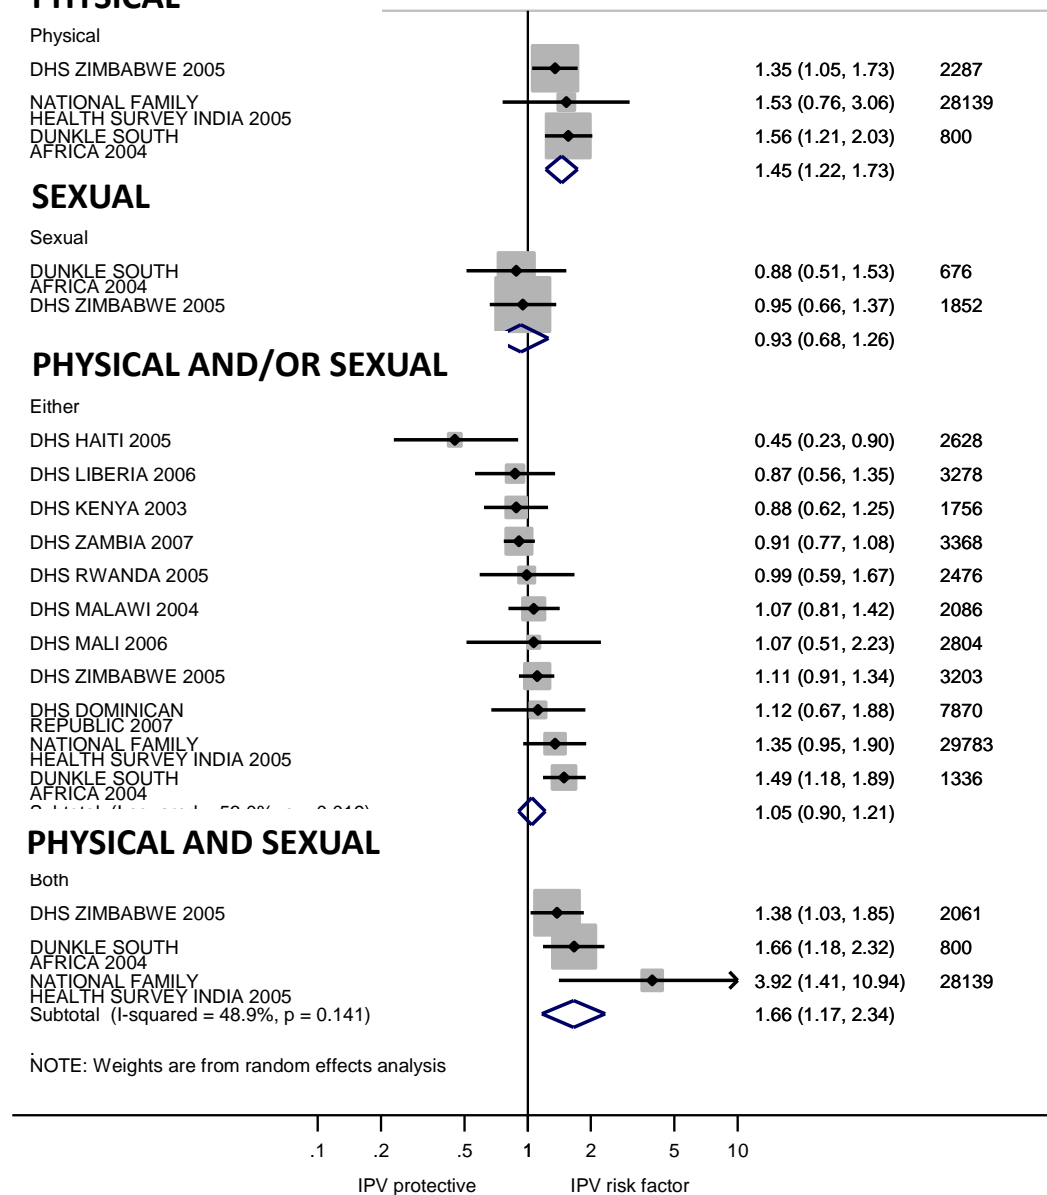 PHYSICAL
Physical
DHS ZIMBABWE 2005 1.35 (1.05, 1.73) 2287
NATIONAL FAMILY
HEALTH SURVEY INDIA 2005 1.53 (0.76, 3.06) 28139
DUNKLE SOUTH
AFRICA 2004 1.56 (1.21, 2.03) 800
1.45 (1.22, 1.73)
SEXUAL
Sexual
DUNKLE SOUTH
AFRICA 2004 0.88 (0.51, 1.53) 676
DHS ZIMBABWE 2005 0.95 (0.66, 1.37) 1852
0.93 (0.68, 1.26)
PHYSICAL AND/OR SEXUAL
Either
DHS HAITI 2005 0.45 (0.23, 0.90) 2628
DHS LIBERIA 2006 0.87 (0.56, 1.35) 3278
DHS KENYA 2003 0.88 (0.62, 1.25) 1756
DHS ZAMBIA 2007 0.91 (0.77, 1.08) 3368
DHS RWANDA 2005 0.99 (0.59, 1.67) 2476
DHS MALAWI 2004 1.07 (0.81, 1.42) 2086
DHS MALI 2006 1.07 (0.51, 2.23) 2804
DHS ZIMBABWE 2005 1.11 (0.91, 1.34) 3203
DHS DOMINICAN
REPUBLIC 2007 1.12 (0.67, 1.88) 7870
NATIONAL FAMILY
HEALTH SURVEY INDIA 2005 1.35 (0.95, 1.90) 29783
DUNKLE SOUTH
AFRICA 2004 1.49 (1.18, 1.89) 1336
1.05 (0.90, 1.21)
PHYSICAL AND SEXUAL
Both
DHS ZIMBABWE 2005 1.38 (1.03, 1.85) 2061
DUNKLE SOUTH
AFRICA 2004 1.66 (1.18, 2.32) 800
NATIONAL FAMILY
HEALTH SURVEY INDIA 2005 3.92 (1.41, 10.94) 28139
Subtotal (I-squared = 48.9%, p = 0.141) 1.66 (1.17, 2.34)
.
NOTE: Weights are from random effects analysis
.1 .2 .5 1 2 5 10
IPV protective IPV risk factor